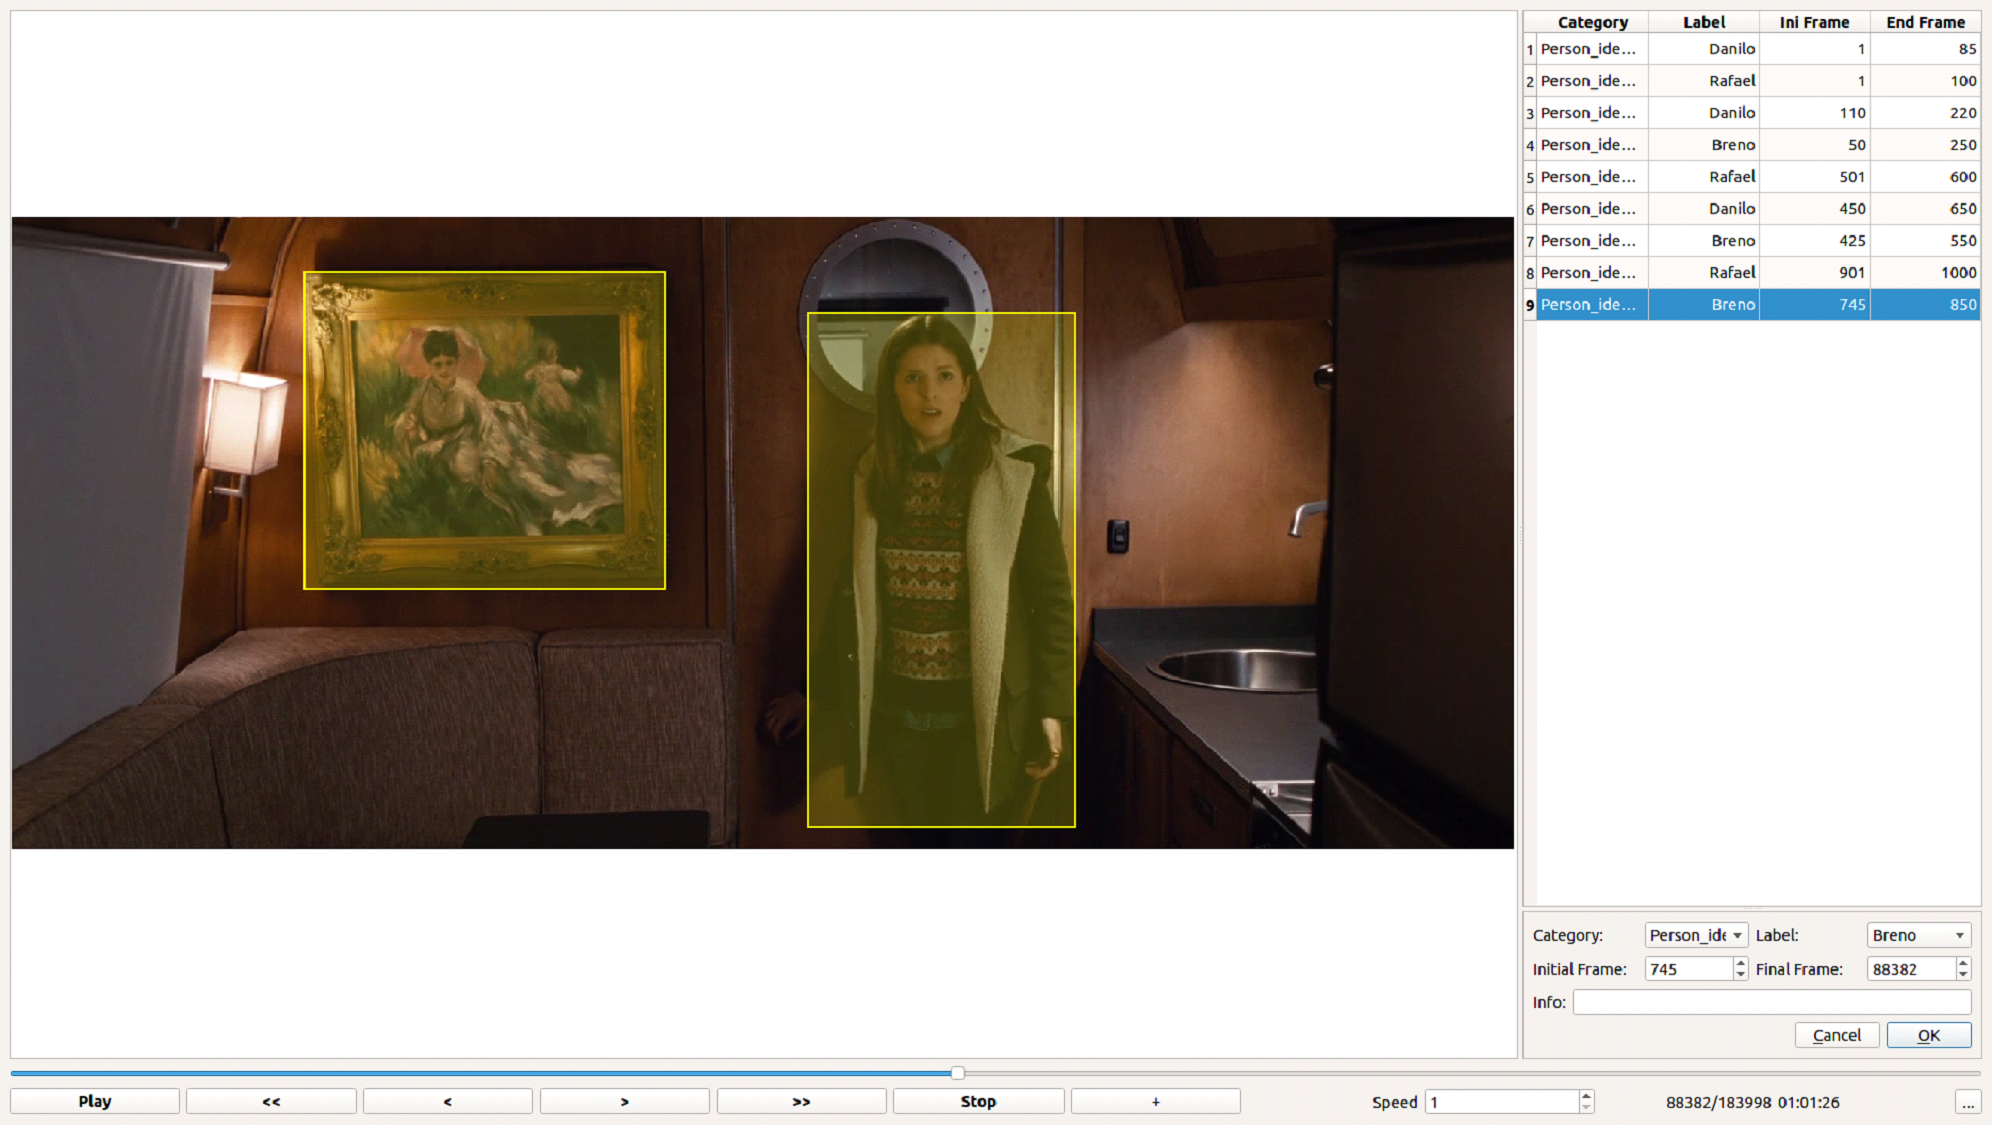 Category Label Ini Frame End Frame
1 Person_ide... Danilo 1 85
2 Person_ide... Rafael 1 100
3 Person_ide... Danilo 110 220
4 Person_ide... Breno 50 250
5 Person_ide... Rafael 501 600
6 Person_ide... Danilo 450 650
7 Person_ide... Breno 425 550
8 Person_ide... Rafael 901 1000
9 Person_ide... Breno 745 850
Category: Person_ide Label: Breno
Initial Frame: 745 Final Frame: 88382
Info:
Cancel OK
Play << < > >> Stop + Speed 1 88382/183998 01:01:26 ...